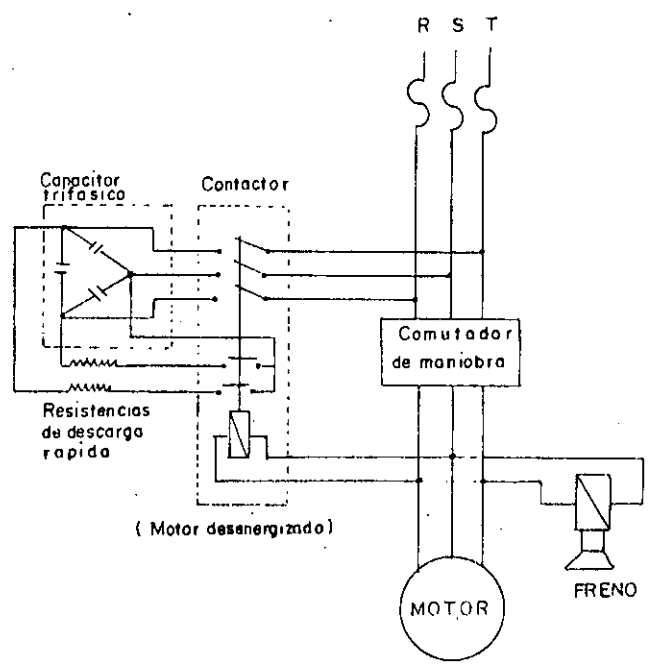 R S T
Capacitor
trifasico
Contactor
Comutador
de maniobra
Resistencias
de descarga
rapida
( Motor desenergizado)
FRENO
MOTOR